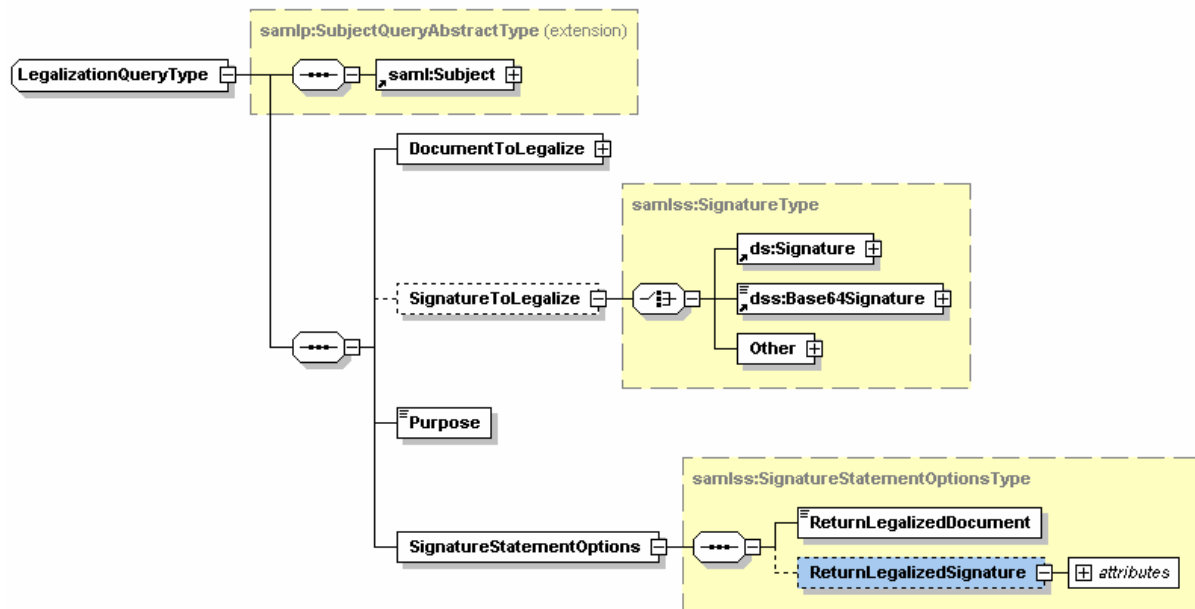 samlp:SubjectQueryAbstractType (extension)
LegalizationQueryType
saml:Subject
DocumentToLegalize
samlss:SignatureType
ds:Signature
SignatureToLegalize
dss:Base64Signature
Other
Purpose
samlss:SignatureStatementOptionsType
ReturnLegalizedDocument
SignatureStatementOptions
ReturnLegalizedSignature
attributes